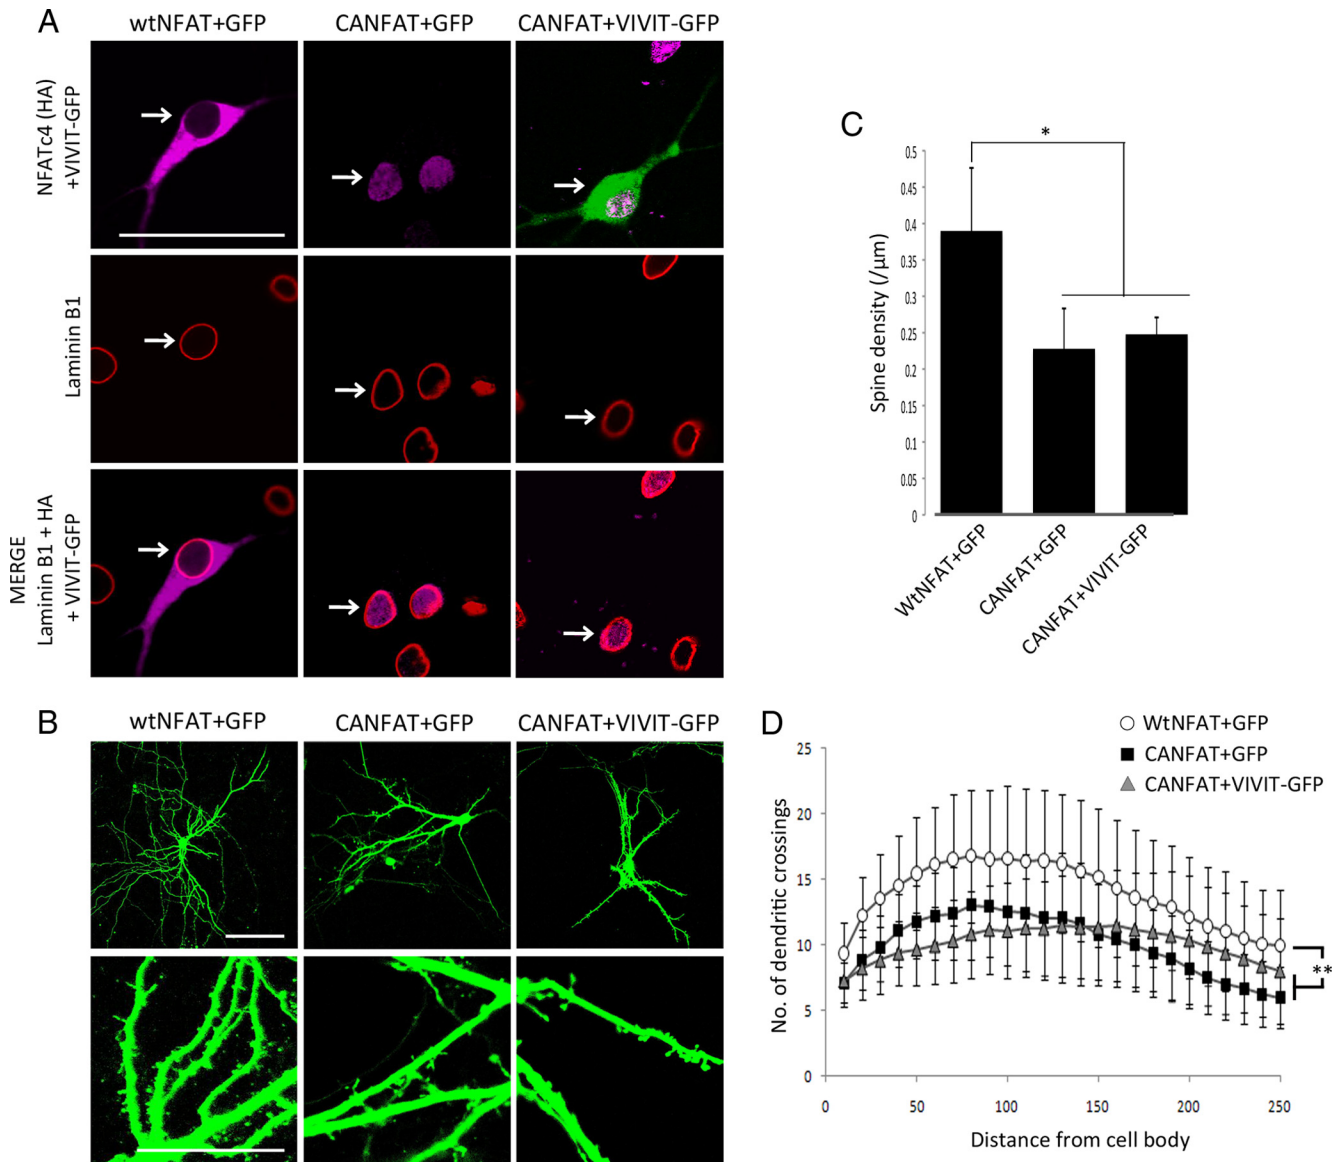 A
wtNFAT+GFP
CANFAT+GFP
CANFAT+VIVIT-GFP
NFATc4 (HA)
+VIVIT-GFP
Laminin B1
MERGE
Laminin B1 + HA
+ VIVIT-GFP
B
wtNFAT+GFP
CANFAT+GFP
CANFAT+VIVIT-GFP
C
*
Spine density (/μm)
0.5
0.45
0.4
0.35
0.3
0.25
0.2
0.15
0.1
0.05
0
WtNFAT+GFP
CANFAT+GFP
CANFAT+VIVIT-GFP
D
WtNFAT+GFP
CANFAT+GFP
CANFAT+VIVIT-GFP
No. of dendritic crossings
25
20
15
10
5
0
**
0 50 100 150 200 250
Distance from cell body